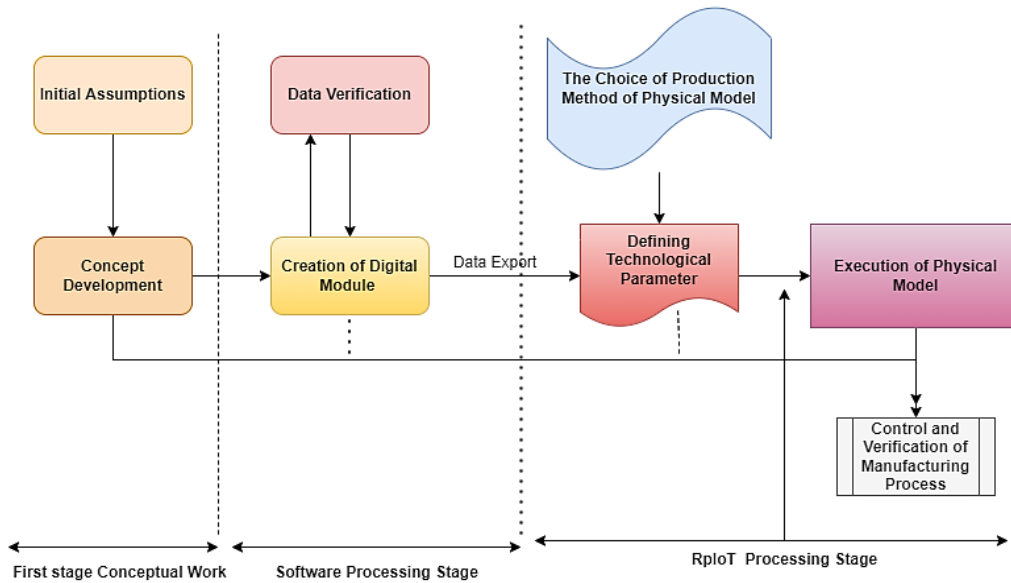 Initial Assumptions
Data Verification
The Choice of Production
Method of Physical Model
Concept
Development
Creation of Digital
Module
Data Export
Defining
Technological
Parameter
Execution of Physical
Model
Control and
Verification of
Manufacturing
Process
First stage Conceptual Work
Software Processing Stage
RpIoT Processing Stage